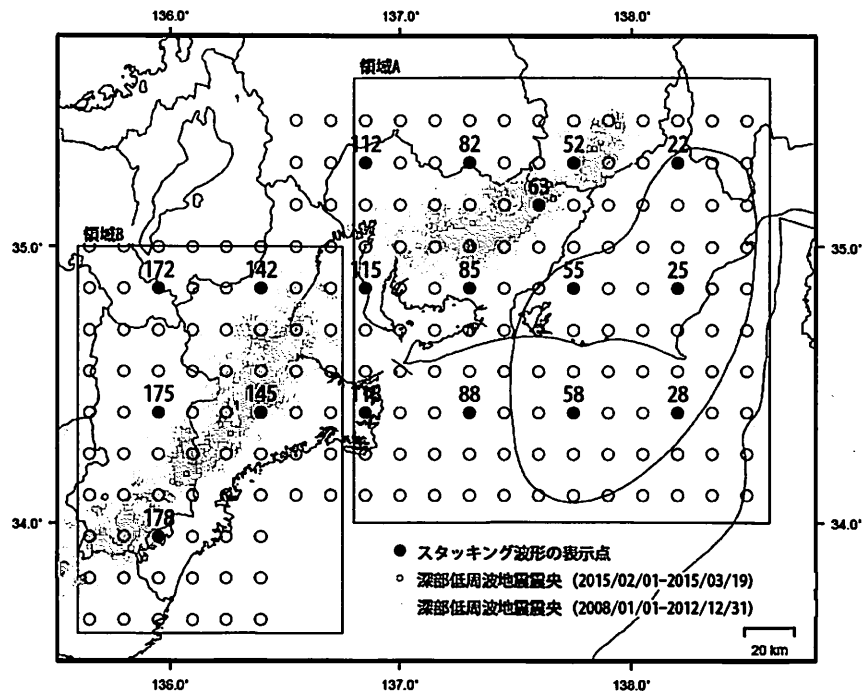 136.0° 137.0° 138.0°
領域A
112 82 52 22
63
35.0° 35.0°
領域B
172 142 115 85 55 25
175 145 118 88 58 28
34.0° 34.0°
178
スタッキング波形の表示点
深部低周波地震震央 (2015/02/01-2015/03/19)
深部低周波地震震央 (2008/01/01-2012/12/31)
20 km
136.0° 137.0° 138.0°